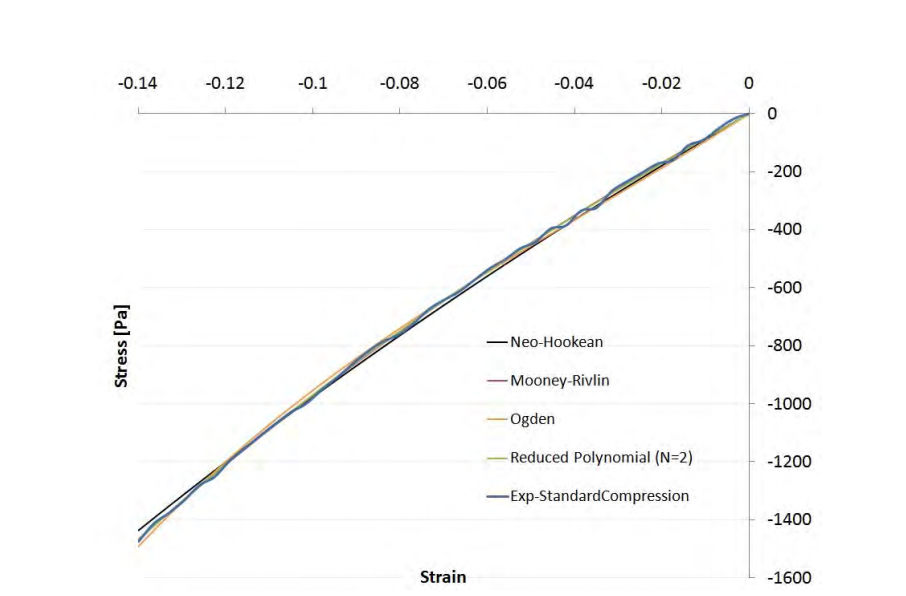 -0.14 -0.12 -0.1 -0.08 -0.06 -0.04 -0.02 0
0
-200
-400
-600
-800
-1000
-1200
-1400
-1600
Stress [Pa]
Neo-Hookean
Mooney-Rivlin
Ogden
Reduced Polynomial (N=2)
Exp-StandardCompression
Strain